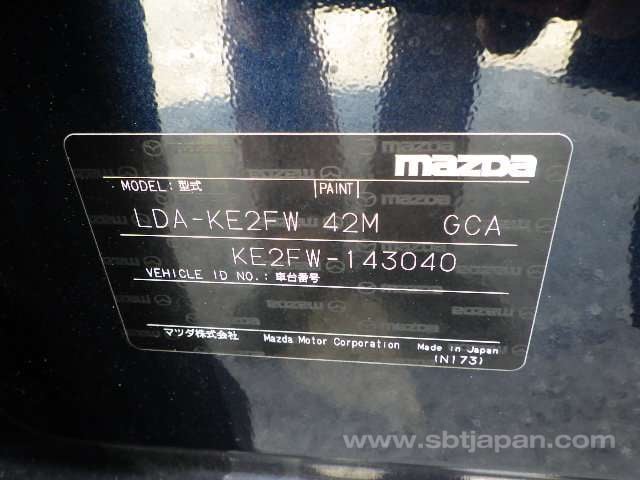 mazda
MODEL: 型式 PAINT
LDA-KE2FW 42M GCA
KE2FW-143040
VEHICLE ID NO.: 車台番号
マツダ株式会社 Mazda Motor Corporation Made in Japan
(N173)
www.sbtjapan.com